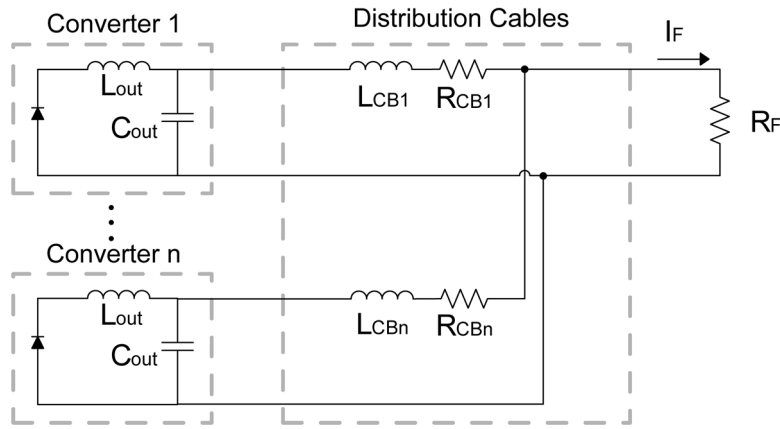 Converter 1
Distribution Cables
IF
Lout
Cout
LCB1
RCB1
RF
Converter n
Lout
Cout
LCBn
RCBn